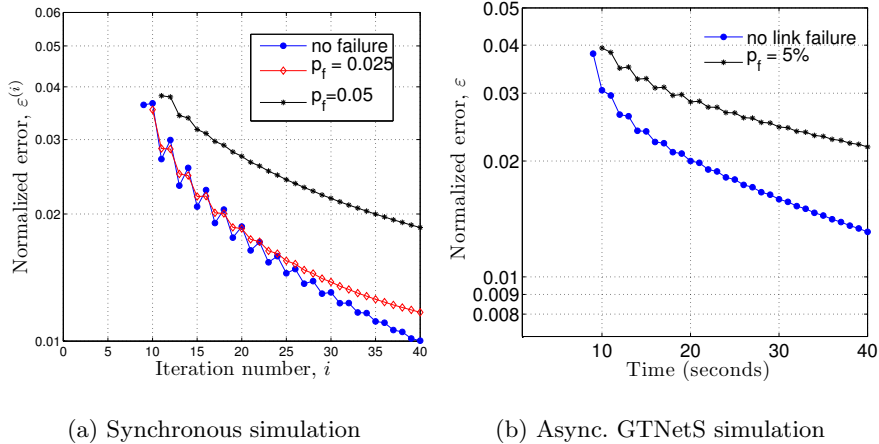 0.06
0.05
0.04
0.03
0.02
0.01
0 5 10 15 20 25 30 35 40
Normalized error, ε(i)
Iteration number, i
no failure
pf = 0.025
pf=0.05
(a) Synchronous simulation
0.05
0.04
0.03
0.02
0.01
0.009
0.008
10 20 30 40
Normalized error, ε
Time (seconds)
no link failure
pf = 5%
(b) Async. GTNetS simulation